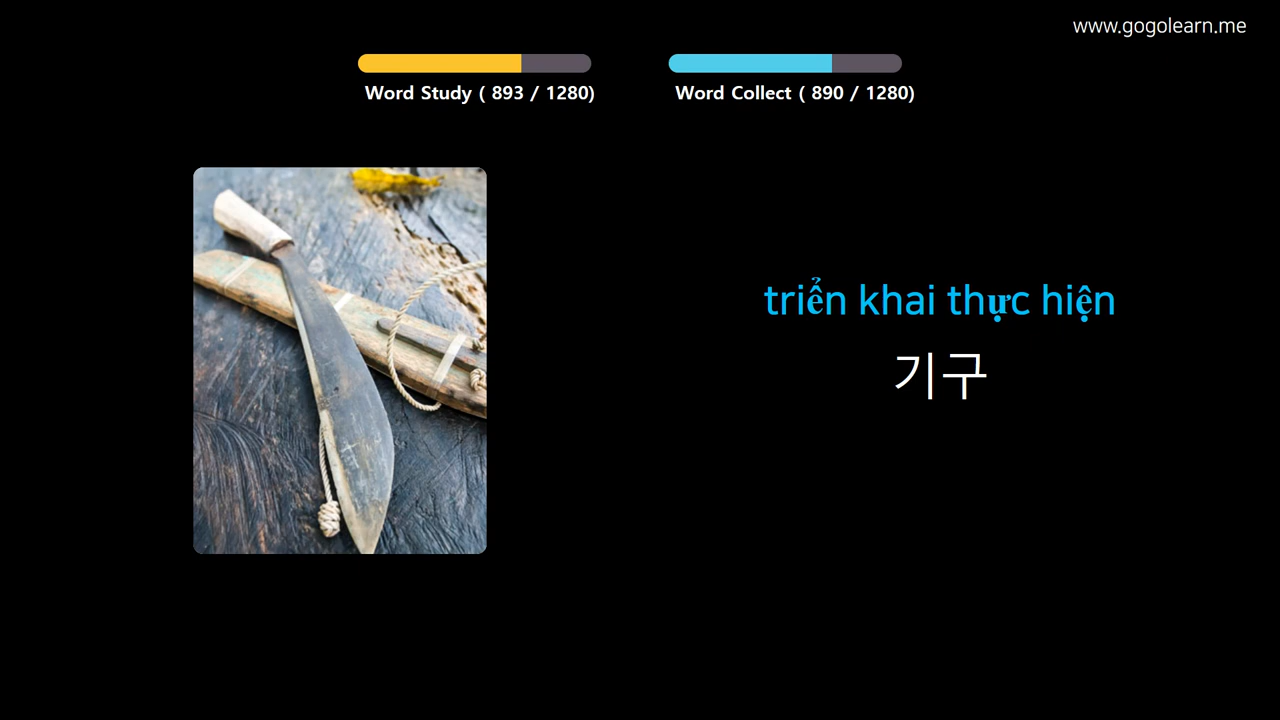 www.gogolearn.me
Word Study ( 893 / 1280)
Word Collect ( 890 / 1280)
triển khai thực hiện
기구